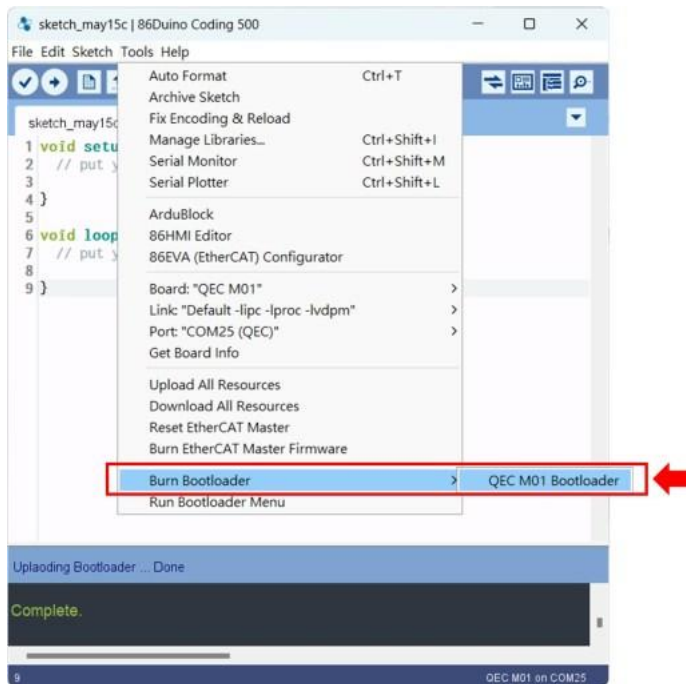 sketch_may15c | 86Duino Coding 500
File Edit Sketch Tools Help
Auto Format Ctrl+T
Archive Sketch
Fix Encoding & Reload
Manage Libraries... Ctrl+Shift+I
Serial Monitor Ctrl+Shift+M
Serial Plotter Ctrl+Shift+L
ArduBlock
86HMI Editor
86EVA (EtherCAT) Configurator
Board: "QEC M01" >
Link: "Default -lipc -lproc -lvdpm" >
Port: "COM25 (QEC)" >
Get Board Info
Upload All Resources
Download All Resources
Reset EtherCAT Master
Burn EtherCAT Master Firmware
Burn Bootloader > QEC M01 Bootloader
Run Bootloader Menu
sketch_may15c
1 void setu
2 // put y
3
4 }
5
6 void loop
7 // put y
8
9 }
Uplaoding Bootloader ... Done
Complete.
9 QEC M01 on COM25